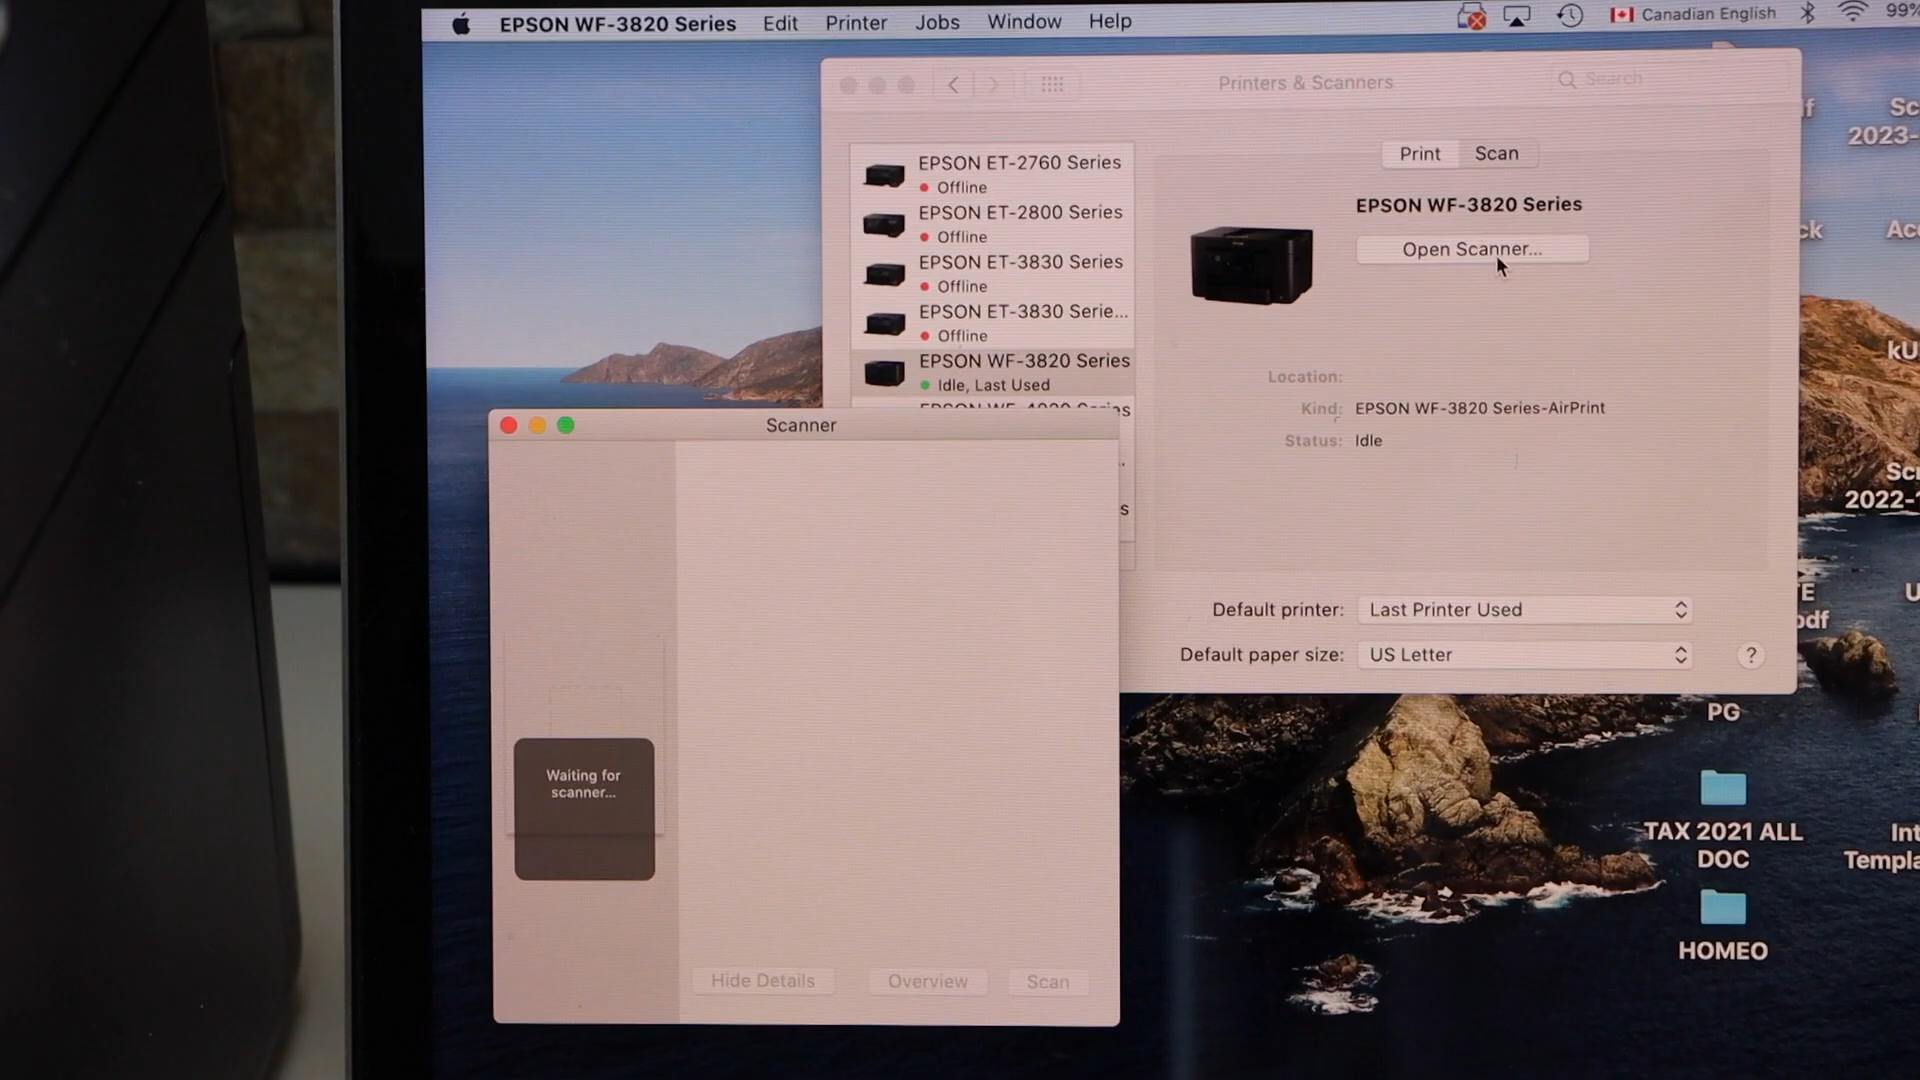 EPSON WF-3820 Series Edit Printer Jobs Window Help
Canadian English 99%
Printers & Scanners
Search
EPSON ET-2760 Series
Offline
EPSON ET-2800 Series
Offline
EPSON ET-3830 Series
Offline
EPSON ET-3830 Serie...
Offline
EPSON WF-3820 Series
Idle, Last Used
Print Scan
EPSON WF-3820 Series
Open Scanner...
Location:
Kind: EPSON WF-3820 Series-AirPrint
Status: Idle
Default printer: Last Printer Used
Default paper size: US Letter
?
Scanner
Waiting for
scanner...
Hide Details Overview Scan
2023-
2022-
PG
TAX 2021 ALL
DOC
HOMEO